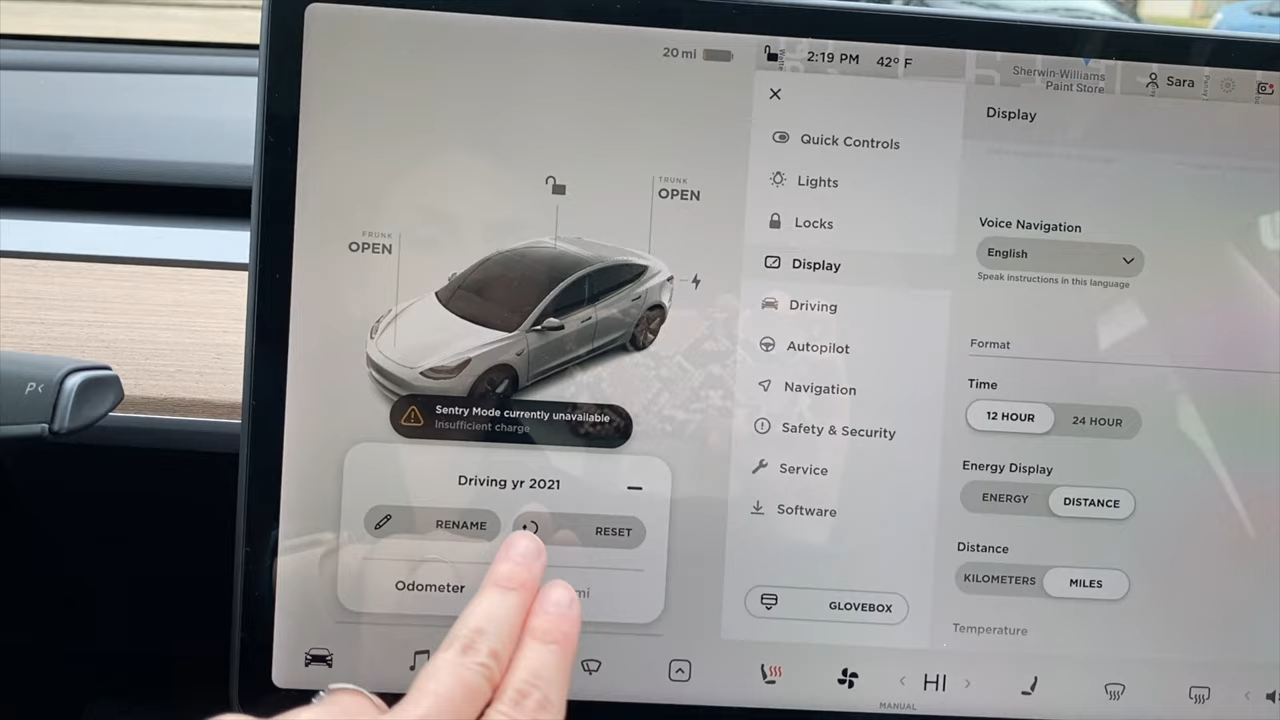 20 mi
2:19 PM
42° F
Sherwin-Williams
Paint Store
Sara
Display
Quick Controls
Lights
Locks
Display
Driving
Autopilot
Navigation
Safety & Security
Service
Software
GLOVEBOX
Voice Navigation
English
Speak instructions in this language
Format
Time
12 HOUR
24 HOUR
Energy Display
ENERGY
DISTANCE
Distance
KILOMETERS
MILES
Temperature
TRUNK
OPEN
FRUNK
OPEN
Sentry Mode currently unavailable
Insufficient charge
Driving yr 2021
RENAME
RESET
Odometer
mi
P<
HI
MANUAL